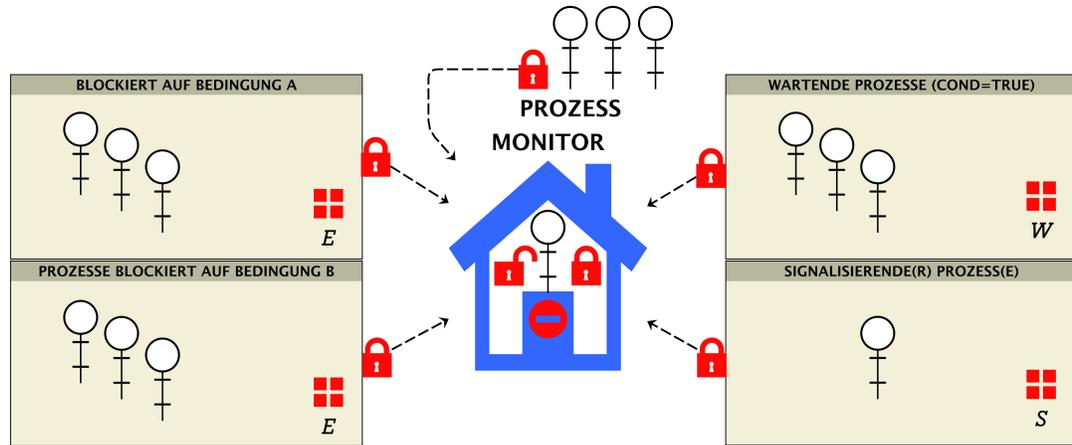 BLOCKIERT AUF BEDINGUNG A
E
PROZESSE BLOCKIERT AUF BEDINGUNG B
E
PROZESS
MONITOR
WARTENDE PROZESSE (COND=TRUE)
W
SIGNALISIERENDE(R) PROZESS(E)
S